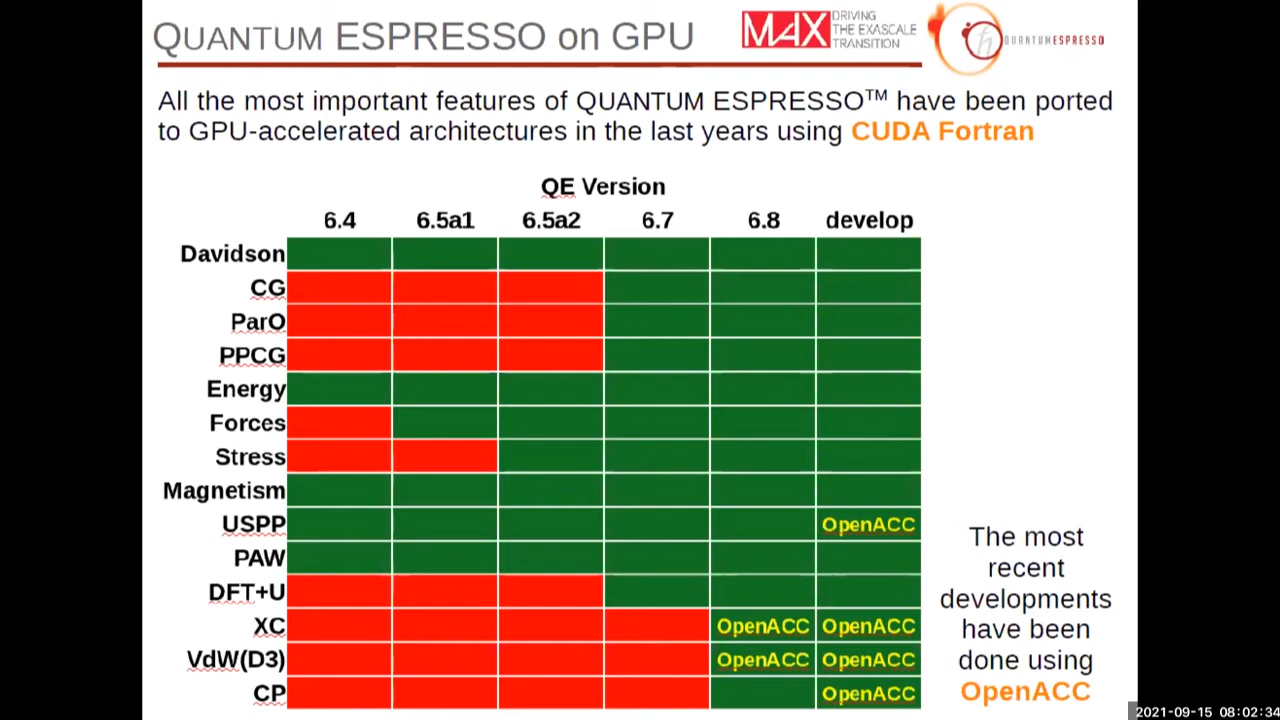 QUANTUM ESPRESSO on GPU
MAX
DRIVING
THE EXASCALE
TRANSITION
QUANTUMESPRESSO
All the most important features of QUANTUM ESPRESSO™ have been ported
to GPU-accelerated architectures in the last years using CUDA Fortran
QE Version
6.4 6.5a1 6.5a2 6.7 6.8 develop
Davidson
CG
ParO
PPCG
Energy
Forces
Stress
Magnetism
USPP OpenACC
PAW
DFT+U
XC OpenACC OpenACC
VdW(D3) OpenACC OpenACC
CP OpenACC
The most
recent
developments
have been
done using
OpenACC
2021-09-15 08:02:34